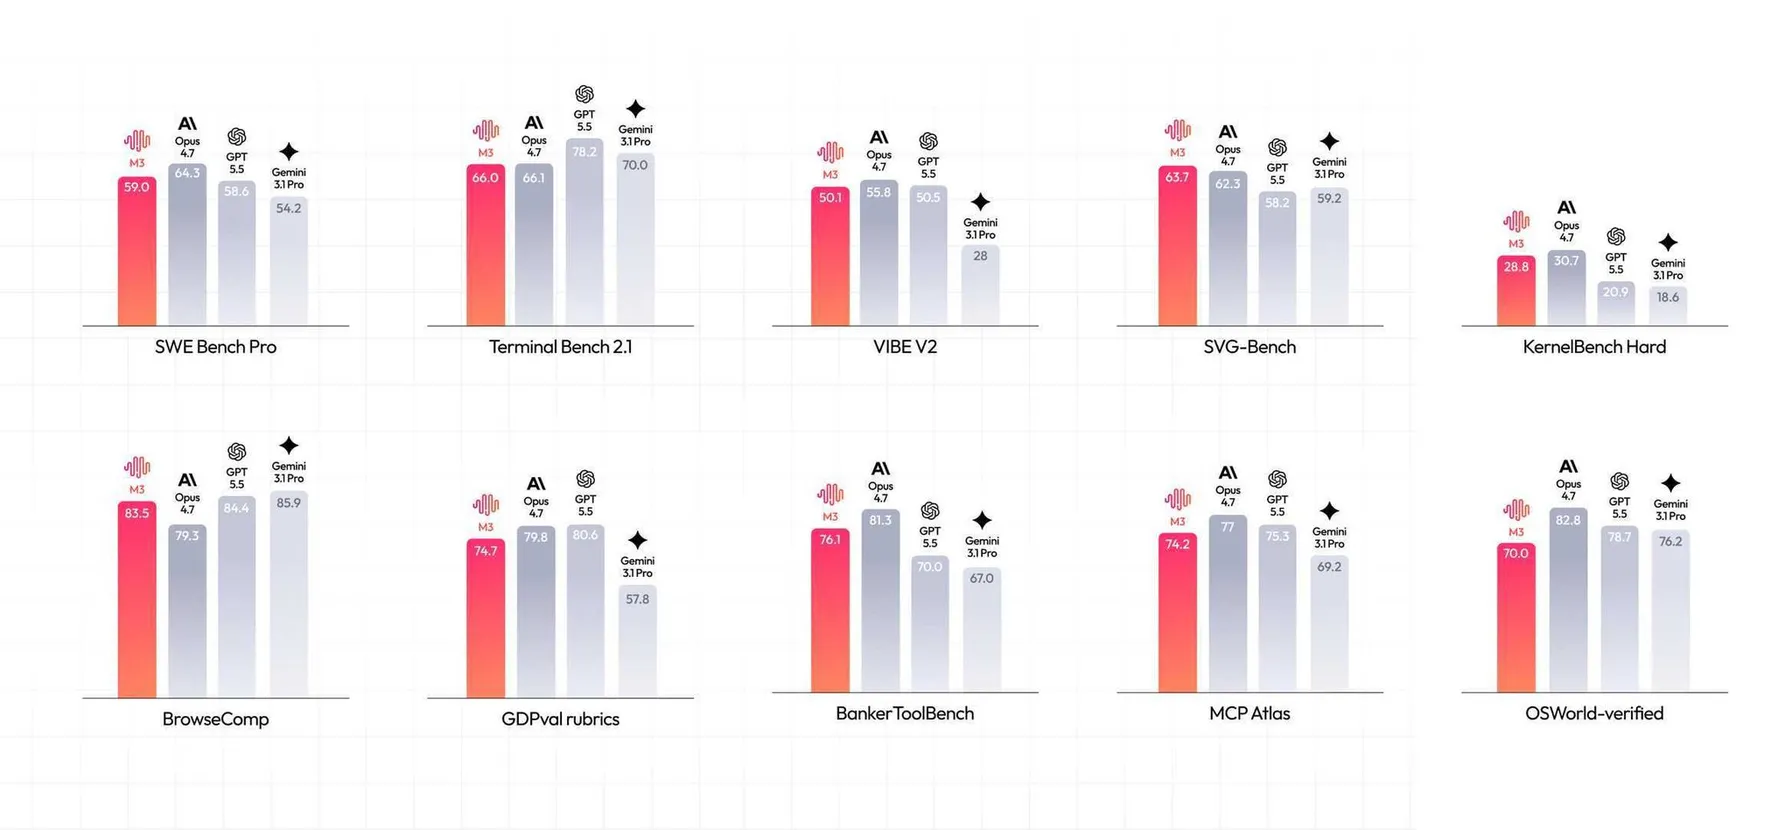 M3
Opus
4.7
GPT
5.5
Gemini
3.1 Pro
59.0
64.3
58.6
54.2
SWE Bench Pro
M3
Opus
4.7
GPT
5.5
Gemini
3.1 Pro
66.0
66.1
78.2
70.0
Terminal Bench 2.1
M3
Opus
4.7
GPT
5.5
Gemini
3.1 Pro
50.1
55.8
50.5
28
VIBE V2
M3
Opus
4.7
GPT
5.5
Gemini
3.1 Pro
63.7
62.3
58.2
59.2
SVG-Bench
M3
Opus
4.7
GPT
5.5
Gemini
3.1 Pro
28.8
30.7
20.9
18.6
KernelBench Hard
M3
Opus
4.7
GPT
5.5
Gemini
3.1 Pro
83.5
79.3
84.4
85.9
BrowseComp
M3
Opus
4.7
GPT
5.5
Gemini
3.1 Pro
74.7
79.8
80.6
57.8
GDPval rubrics
M3
Opus
4.7
GPT
5.5
Gemini
3.1 Pro
76.1
81.3
70.0
67.0
BankerToolBench
M3
Opus
4.7
GPT
5.5
Gemini
3.1 Pro
74.2
77
75.3
69.2
MCP Atlas
M3
Opus
4.7
GPT
5.5
Gemini
3.1 Pro
70.0
82.8
78.7
76.2
OSWorld-verified